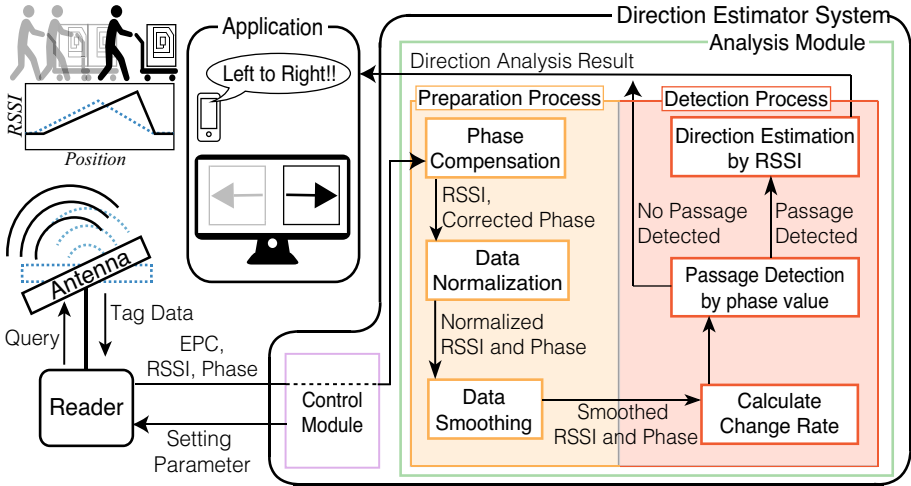 Direction Estimator System
Application
Analysis Module
Left to Right!!
Direction Analysis Result
RSSI
Position
Preparation Process
Detection Process
Phase
Compensation
Direction Estimation
by RSSI
RSSI,
Corrected Phase
No Passage
Detected
Passage
Detected
Data
Normalization
Passage Detection
by phase value
Antenna
Tag Data
Query
Normalized
RSSI and Phase
EPC,
RSSI, Phase
Reader
Control
Module
Data
Smoothing
Smoothed
RSSI and Phase
Calculate
Change Rate
Setting
Parameter